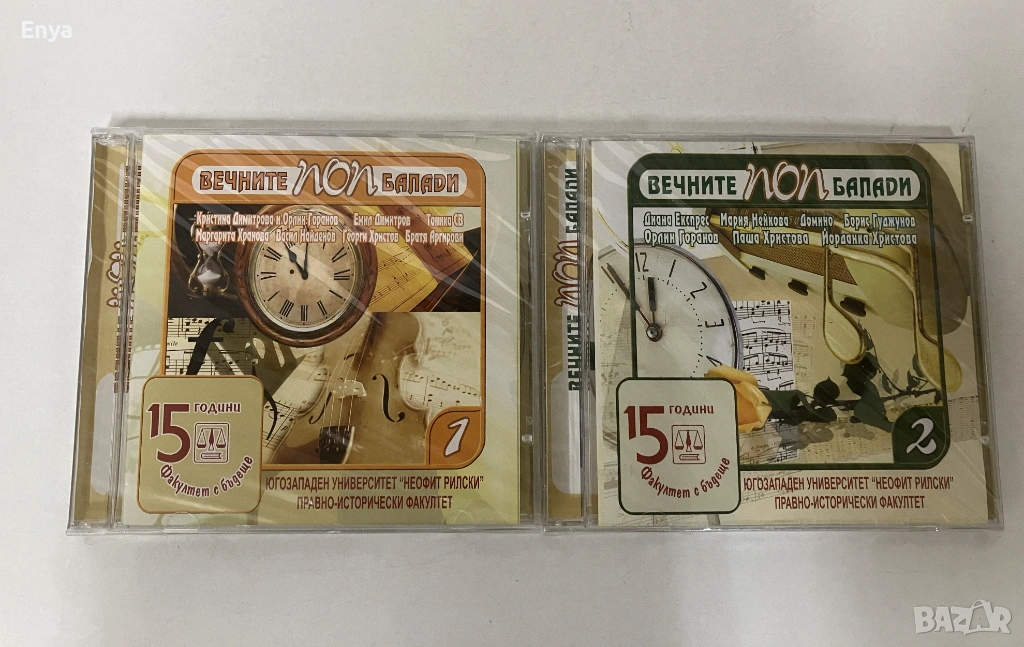 Enya
ВЕЧНИТЕ ПОП БАЛАДИ
Кристина Димитрова и Орлин Горанов Емил Димитров Тоника СВ
Маргарита Хранова Васил Найденов Георги Христов Братя Аргирови
15 ГОДИНИ
Факултет с бъдеще
1
ЮГОЗАПАДЕН УНИВЕРСИТЕТ "НЕОФИТ РИЛСКИ"
ПРАВНО-ИСТОРИЧЕСКИ ФАКУЛТЕТ
ВЕЧНИТЕ ПОП БАЛАДИ
ВЕЧНИТЕ ПОП БАЛАДИ
Диана Експрес Мария Нейкова Домино Борис Гуджунов
Орлин Горанов Паша Христова Йорданка Христова
12
2
3
15 ГОДИНИ
Факултет с бъдеще
2
ЮГОЗАПАДЕН УНИВЕРСИТЕТ "НЕОФИТ РИЛСКИ"
ПРАВНО-ИСТОРИЧЕСКИ ФАКУЛТЕТ
BAZAR